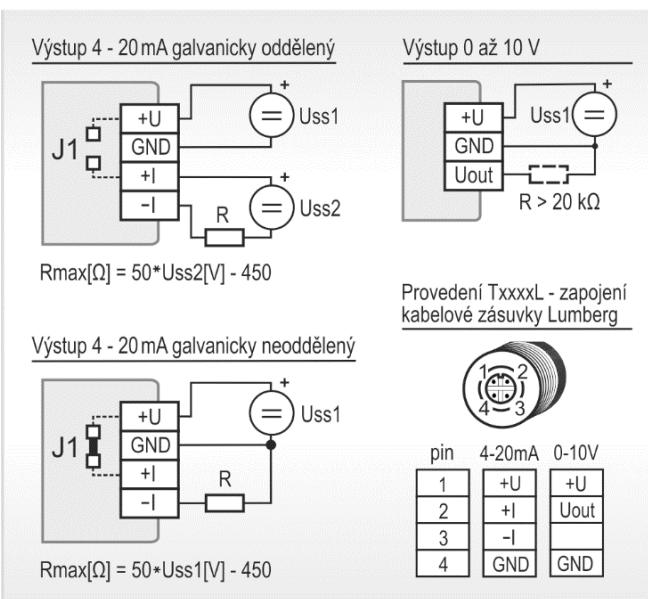 Výstup 4 - 20 mA galvanicky oddělený
+
+U
Uss1
J1
GND
+I
+
-I
R
Uss2
Rmax[Ω] = 50*Uss2[V] - 450
Výstup 0 až 10 V
+
+U
Uss1
GND
Uout
R > 20 kΩ
Výstup 4 - 20 mA galvanicky neoddělený
+
+U
Uss1
J1
GND
+I
R
-I
Rmax[Ω] = 50*Uss1[V] - 450
Provedení TxxxxL - zapojení
kabelové zásuvky Lumberg
1 2
4 3
pin 4-20mA 0-10V
1 +U +U
2 +I Uout
3 -I
4 GND GND